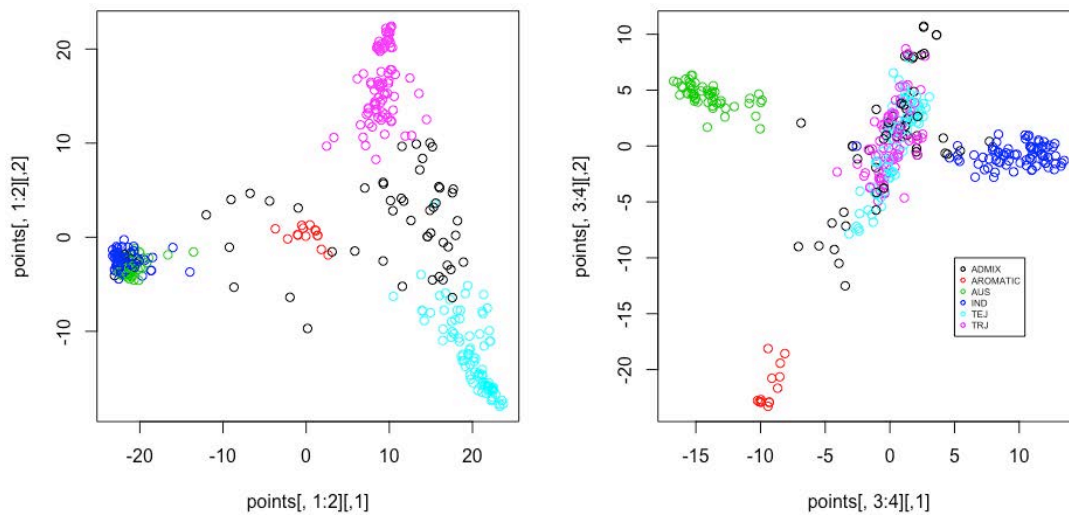 20
10
0
-10
points[, 1:2][,2]
-20 -10 0 10 20
points[, 1:2][,1]
10
5
0
-5
-10
-15
-20
points[, 3:4][,2]
ADMIX
AROMATIC
AUS
IND
TEJ
TRJ
-15 -10 -5 0 5 10
points[, 3:4][,1]